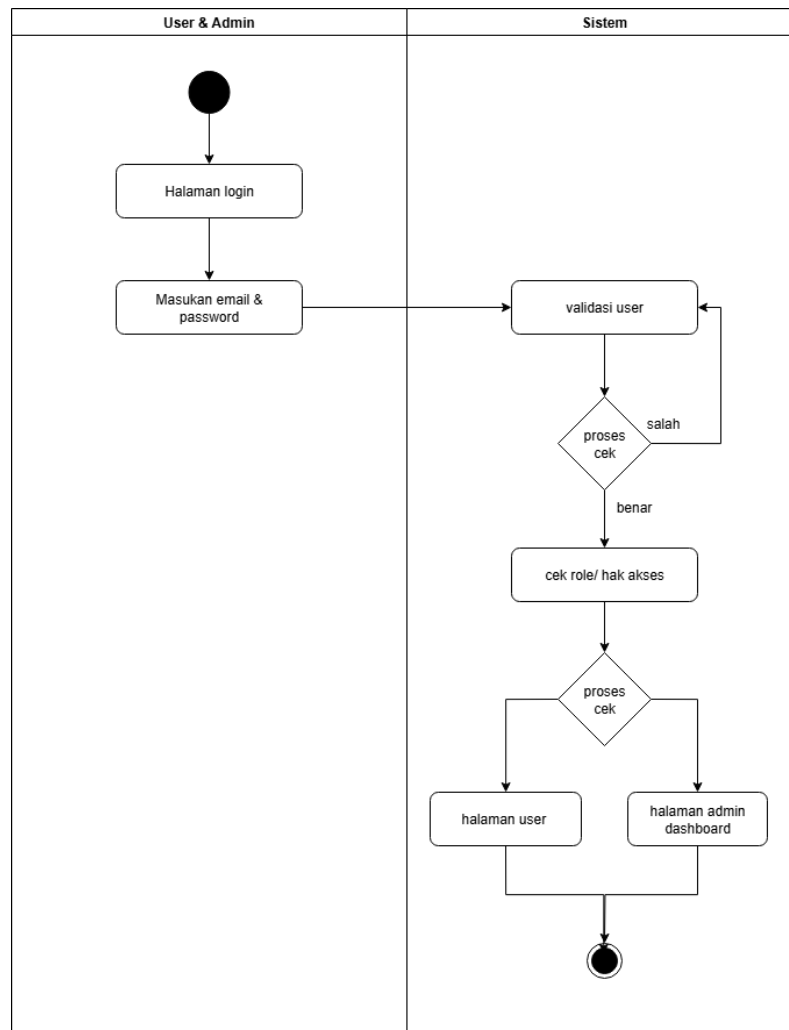 User & Admin
Sistem
Halaman login
Masukan email &
password
validasi user
proses
cek
salah
benar
cek role/ hak akses
proses
cek
halaman user
halaman admin
dashboard